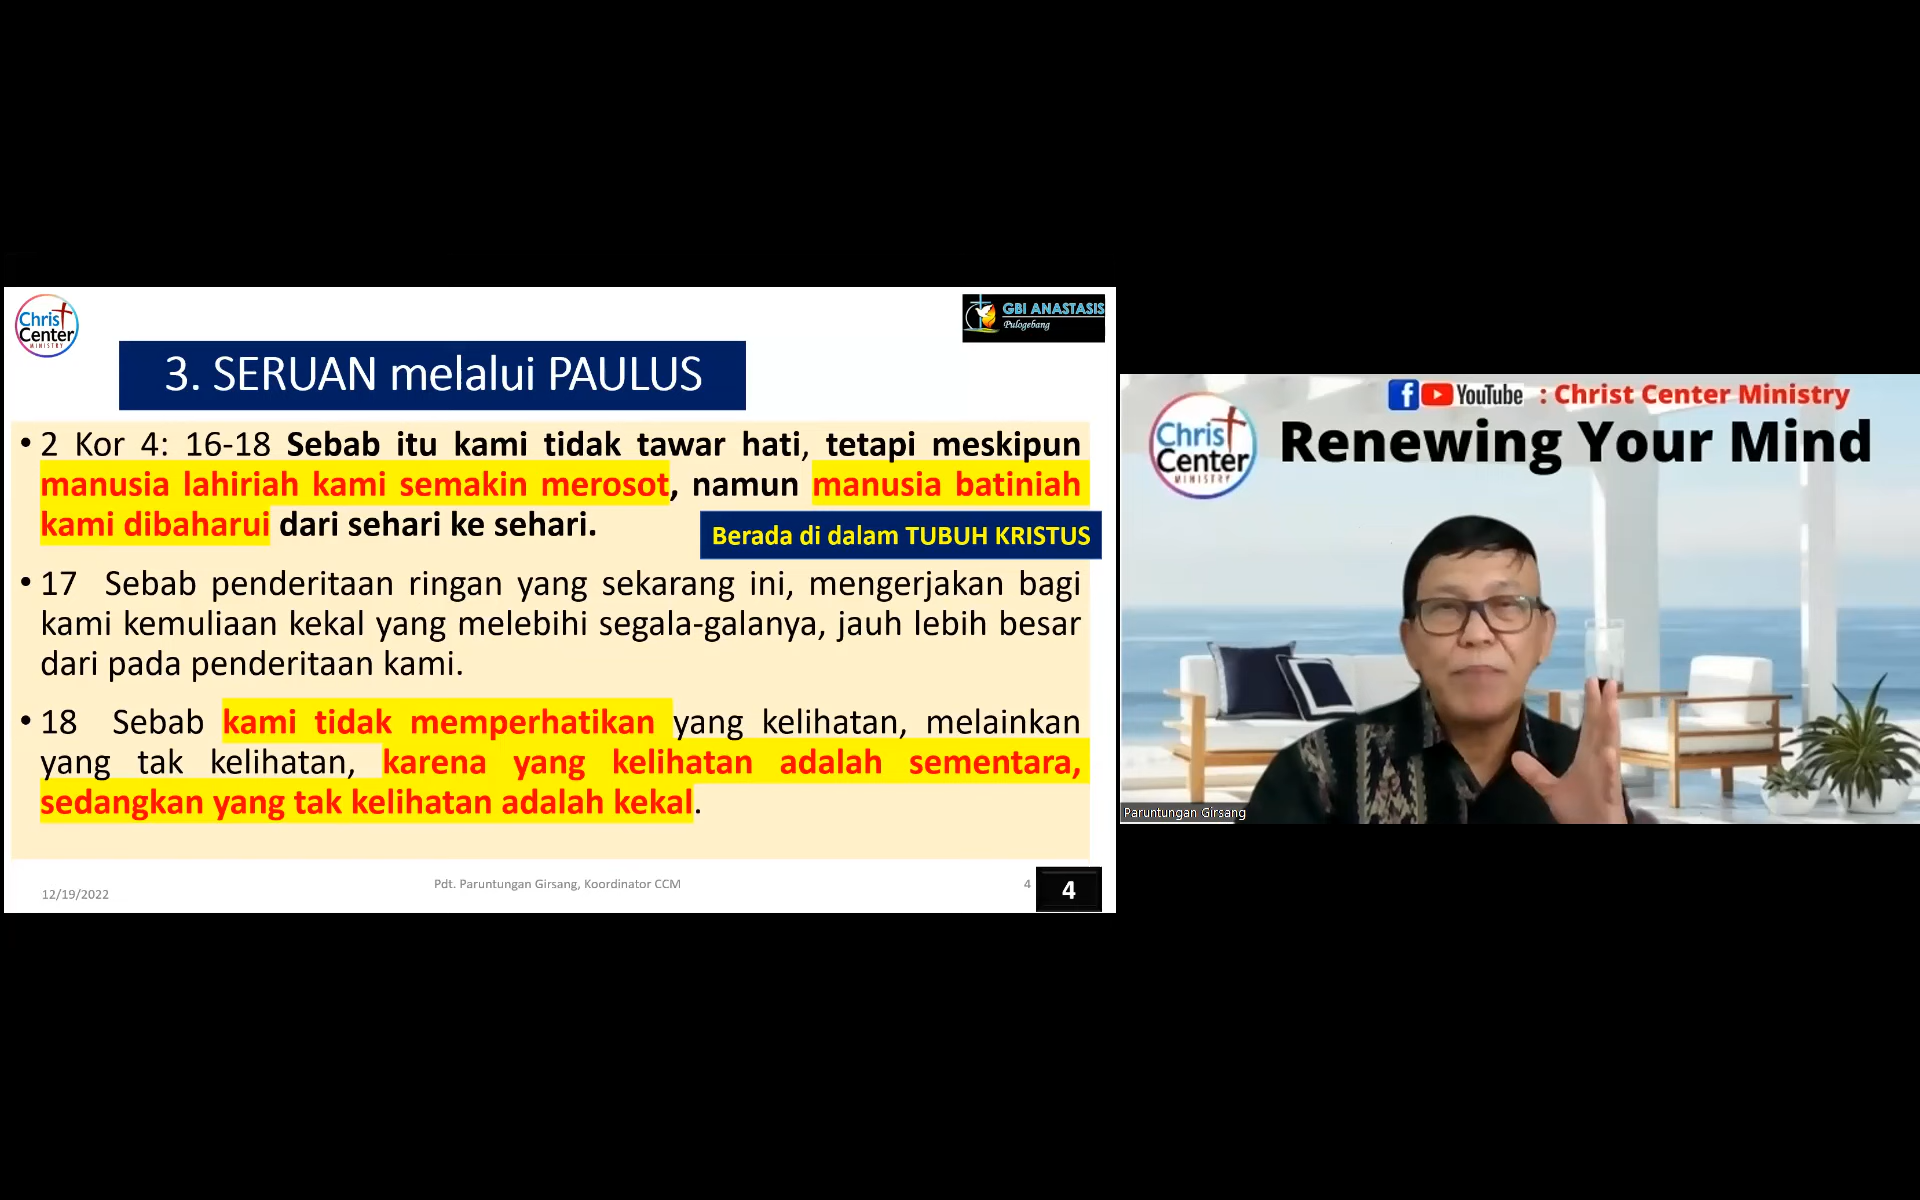 Christ
Center
MINISTRY
GBI ANASTASIS
Pulogebang
3. SERUAN melalui PAULUS
• 2 Kor 4: 16-18 Sebab itu kami tidak tawar hati, tetapi meskipun
manusia lahiriah kami semakin merosot, namun manusia batiniah
kami dibaharui dari sehari ke sehari.
Berada di dalam TUBUH KRISTUS
• 17 Sebab penderitaan ringan yang sekarang ini, mengerjakan bagi
kami kemuliaan kekal yang melebihi segala-galanya, jauh lebih besar
dari pada penderitaan kami.
• 18 Sebab kami tidak memperhatikan yang kelihatan, melainkan
yang tak kelihatan, karena yang kelihatan adalah sementara,
sedangkan yang tak kelihatan adalah kekal.
12/19/2022
Pdt. Paruntungan Girsang, Koordinator CCM
4
4
f YouTube : Christ Center Ministry
Christ
Center
MINISTRY
Renewing Your Mind
Paruntungan Girsang